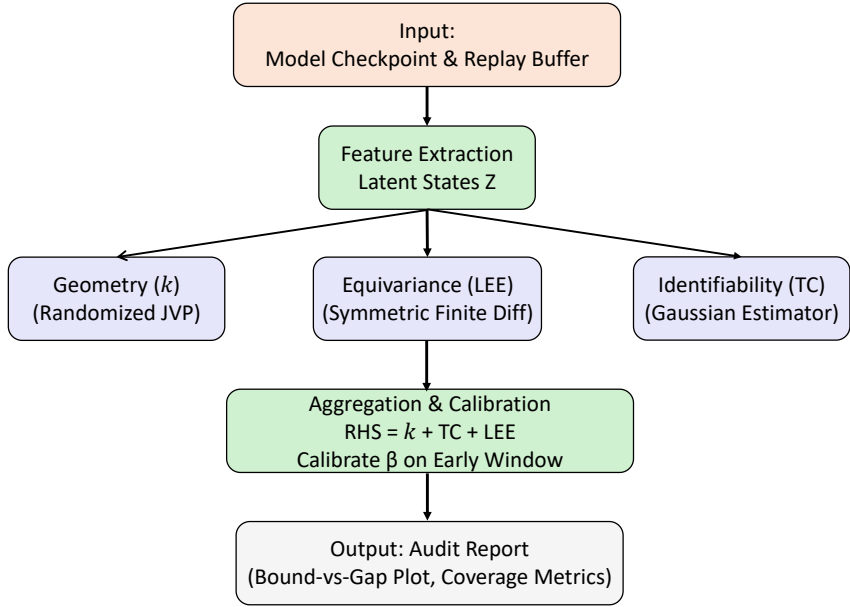 Input:
Model Checkpoint & Replay Buffer
Feature Extraction
Latent States Z
Geometry (k)
(Randomized JVP)
Equivariance (LEE)
(Symmetric Finite Diff)
Identifiability (TC)
(Gaussian Estimator)
Aggregation & Calibration
RHS = k + TC + LEE
Calibrate β on Early Window
Output: Audit Report
(Bound-vs-Gap Plot, Coverage Metrics)